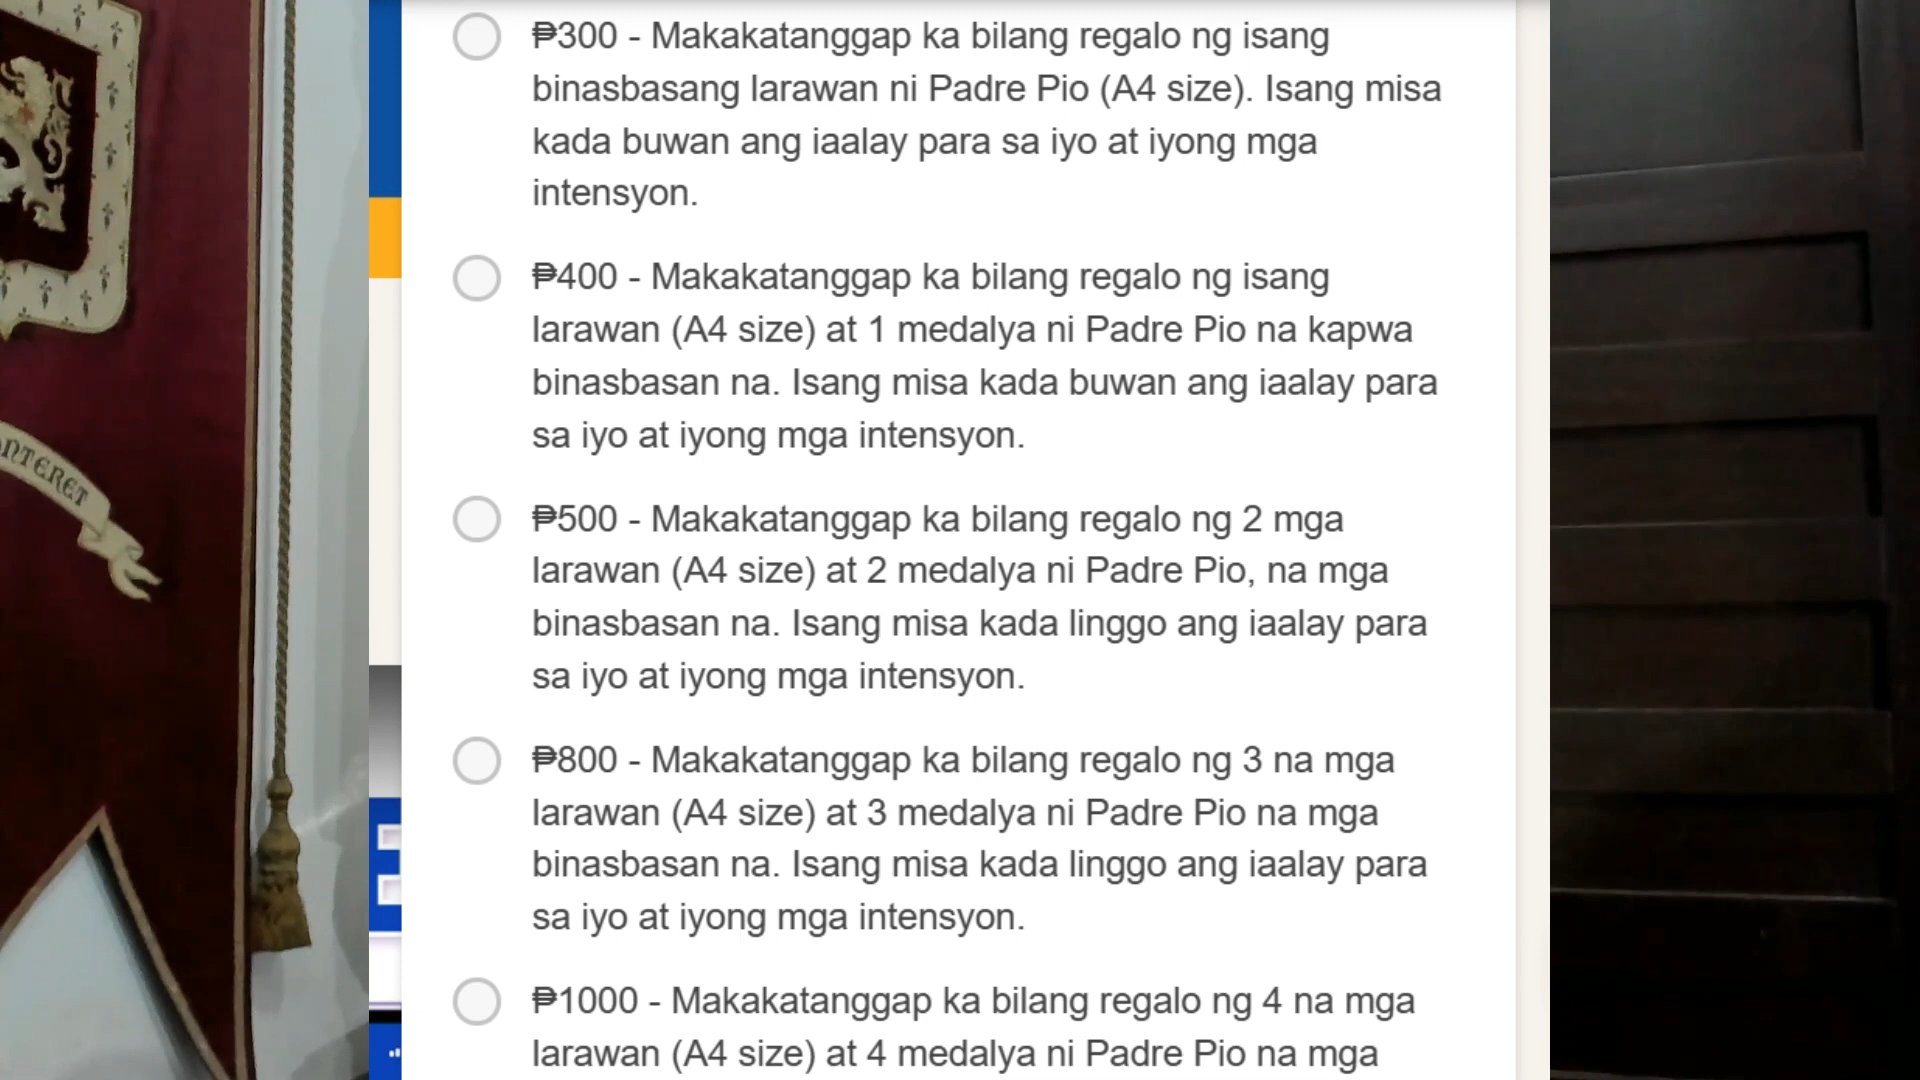 ₱300 - Makakatanggap ka bilang regalo ng isang
binasbasang larawan ni Padre Pio (A4 size). Isang misa
kada buwan ang iaalay para sa iyo at iyong mga
intensyon.
₱400 - Makakatanggap ka bilang regalo ng isang
larawan (A4 size) at 1 medalya ni Padre Pio na kapwa
binasbasan na. Isang misa kada buwan ang iaalay para
sa iyo at iyong mga intensyon.
NTERET
₱500 - Makakatanggap ka bilang regalo ng 2 mga
larawan (A4 size) at 2 medalya ni Padre Pio, na mga
binasbasan na. Isang misa kada linggo ang iaalay para
sa iyo at iyong mga intensyon.
₱800 - Makakatanggap ka bilang regalo ng 3 na mga
larawan (A4 size) at 3 medalya ni Padre Pio na mga
binasbasan na. Isang misa kada linggo ang iaalay para
sa iyo at iyong mga intensyon.
₱1000 - Makakatanggap ka bilang regalo ng 4 na mga
larawan (A4 size) at 4 medalya ni Padre Pio na mga